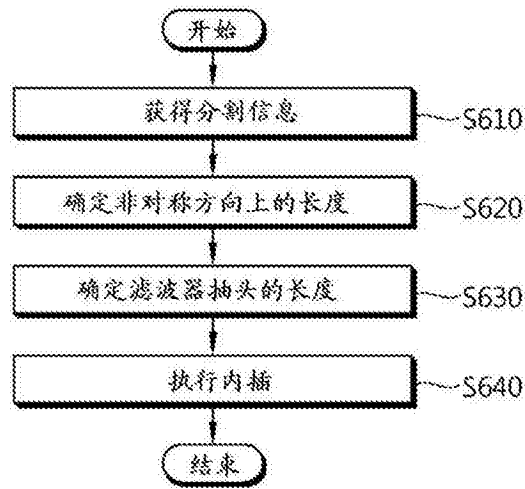 开始
获得分割信息
S610
确定非对称方向上的长度
S620
确定滤波器抽头的长度
S630
执行内插
S640
结束